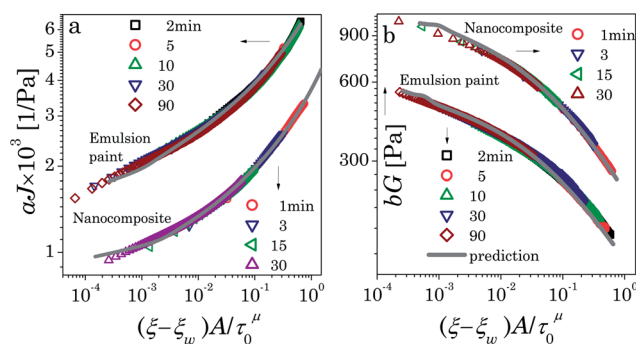 a
aJ×10³ [1/Pa]
6
5
4
3
2
1
2min
5
10
30
90
Emulsion
paint
Nanocomposite
1min
3
15
30
10⁻⁴ 10⁻³ 10⁻² 10⁻¹ 10⁰
(ξ−ξ_w)A/τ₀^μ
b
bG [Pa]
900
600
300
Nanocomposite
1min
3
15
30
Emulsion paint
2min
5
10
30
90
prediction
10⁻⁴ 10⁻³ 10⁻² 10⁻¹ 10⁰
(ξ−ξ_w)A/τ₀^μ